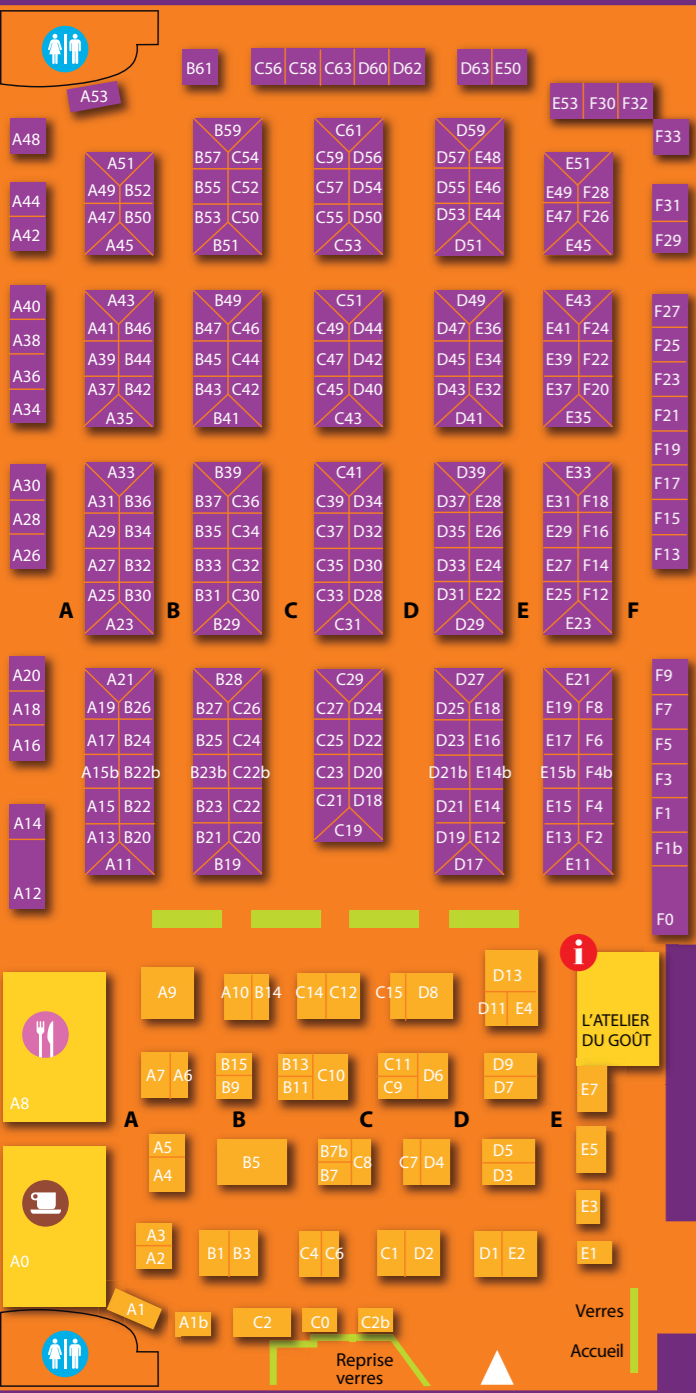 B61 C56 C58 C63 D60 D62 D63 E50
A53 E53 F30 F32
A48 B59 C61 D59 F33
A51 B57 C54 C59 D56 D57 E48 E51
A44 A49 B52 B55 C52 C57 D54 D55 E46 E49 F28 F31
A42 A47 B50 B53 C50 C55 D50 D53 E44 E47 F26 F29
A45 B51 C53 D51 E45
A40 A43 B49 C51 D49 E43 F27
A38 A41 B46 B47 C46 C49 D44 D47 E36 E41 F24 F25
A36 A39 B44 B45 C44 C47 D42 D45 E34 E39 F22 F23
A34 A37 B42 B43 C42 C45 D40 D43 E32 E37 F20 F21
A35 B41 C43 D41 E35
F19
A30 A33 B39 C41 D39 E33 F17
A28 A31 B36 B37 C36 C39 D34 D37 E28 E31 F18 F15
A26 A29 B34 B35 C34 C37 D32 D35 E26 E29 F16 F13
A27 B32 B33 C32 C35 D30 D33 E24 E27 F14
A25 B30 B31 C30 C33 D28 D31 E22 E25 F12
A B C D E F
A23 B29 C31 D29 E23
A20 A21 B28 C29 D27 E21 F9
A18 A19 B26 B27 C26 C27 D24 D25 E18 E19 F8 F7
A16 A17 B24 B25 C24 C25 D22 D23 E16 E17 F6 F5
A15b B22b B23b C22b C23 D20 D21b E14b E15b F4b F3
A14 A15 B22 B23 C22 C21 D18 D21 E14 E15 F4 F1
A13 B20 B21 C20 C19 D19 E12 E13 F2 F1b
A12 A11 B19 D17 E11
F0
i
A9 A10 B14 C14 C12 C15 D8 D13
D11 E4
L'ATELIER
DU GOÛT
A8 A7 A6 B15 B13 C10 C11 D6 D9
B9 B11 C9 D7 E7
A B C D E
A5 B5 B7b C8 C7 D4 D5 E5
A4 B7 D3
E3
A0 A3 B1 B3 C4 C6 C1 D2 D1 E2 E1
A2
A1 A1b C2 C0 C2b
Verres
Accueil
Reprise
verres